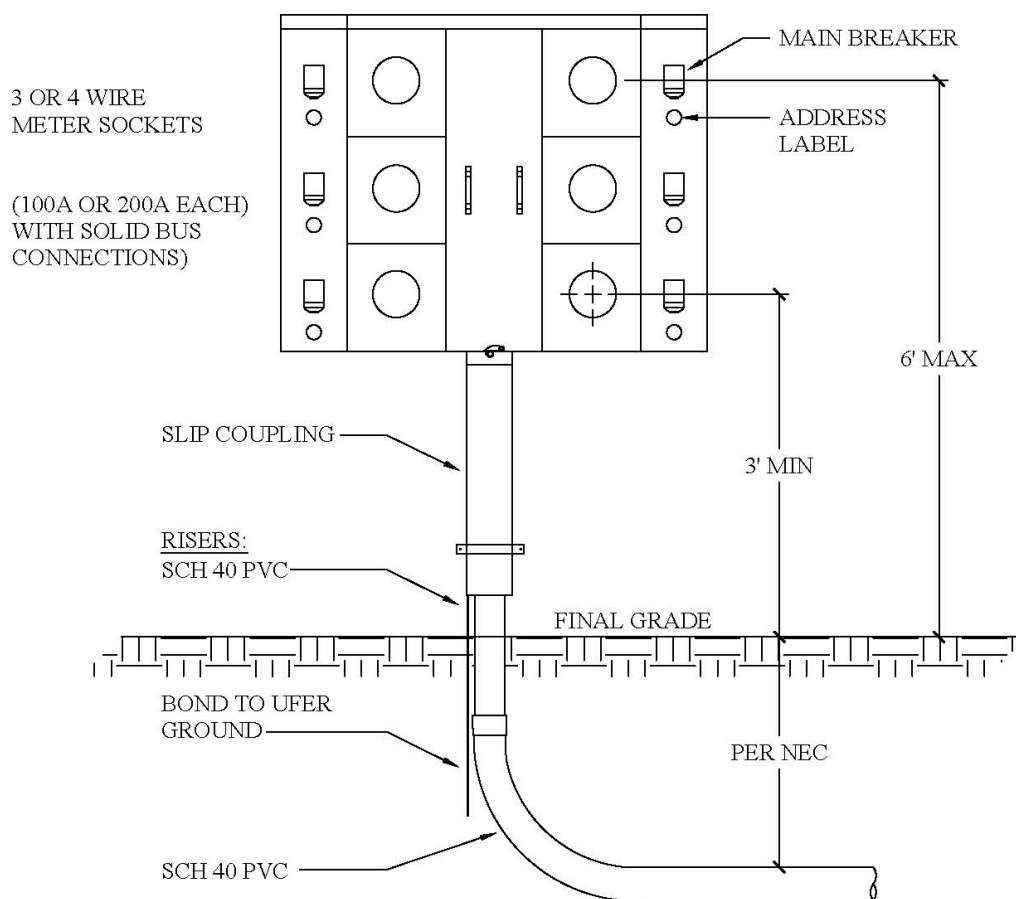 MAIN BREAKER
3 OR 4 WIRE
METER SOCKETS
ADDRESS
LABEL
(100A OR 200A EACH)
WITH SOLID BUS
CONNECTIONS)
6' MAX
SLIP COUPLING
3' MIN
RISERS:
SCH 40 PVC
FINAL GRADE
BOND TO UFER
GROUND
PER NEC
SCH 40 PVC